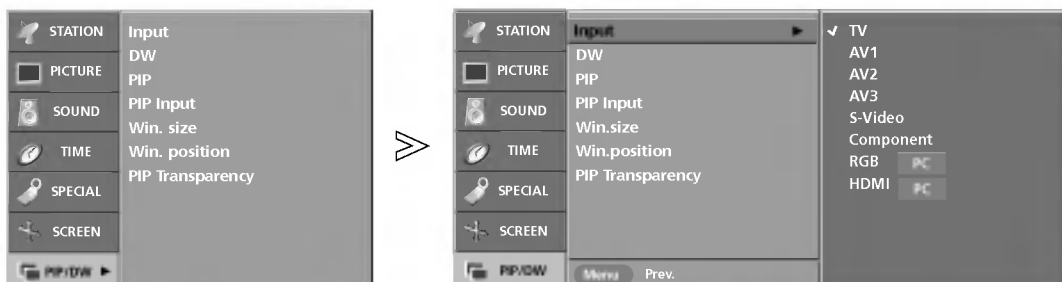 STATION
PICTURE
SOUND
TIME
SPECIAL
SCREEN
PIP/DW
Input
DW
PIP
PIP Input
Win. size
Win. position
PIP Transparency
STATION
PICTURE
SOUND
TIME
SPECIAL
SCREEN
PIP/DW
Input
DW
PIP
PIP Input
Win.size
Win.position
PIP Transparency
Menu Prev.
TV
AV1
AV2
AV3
S-Video
Component
RGB PC
HDMI PC